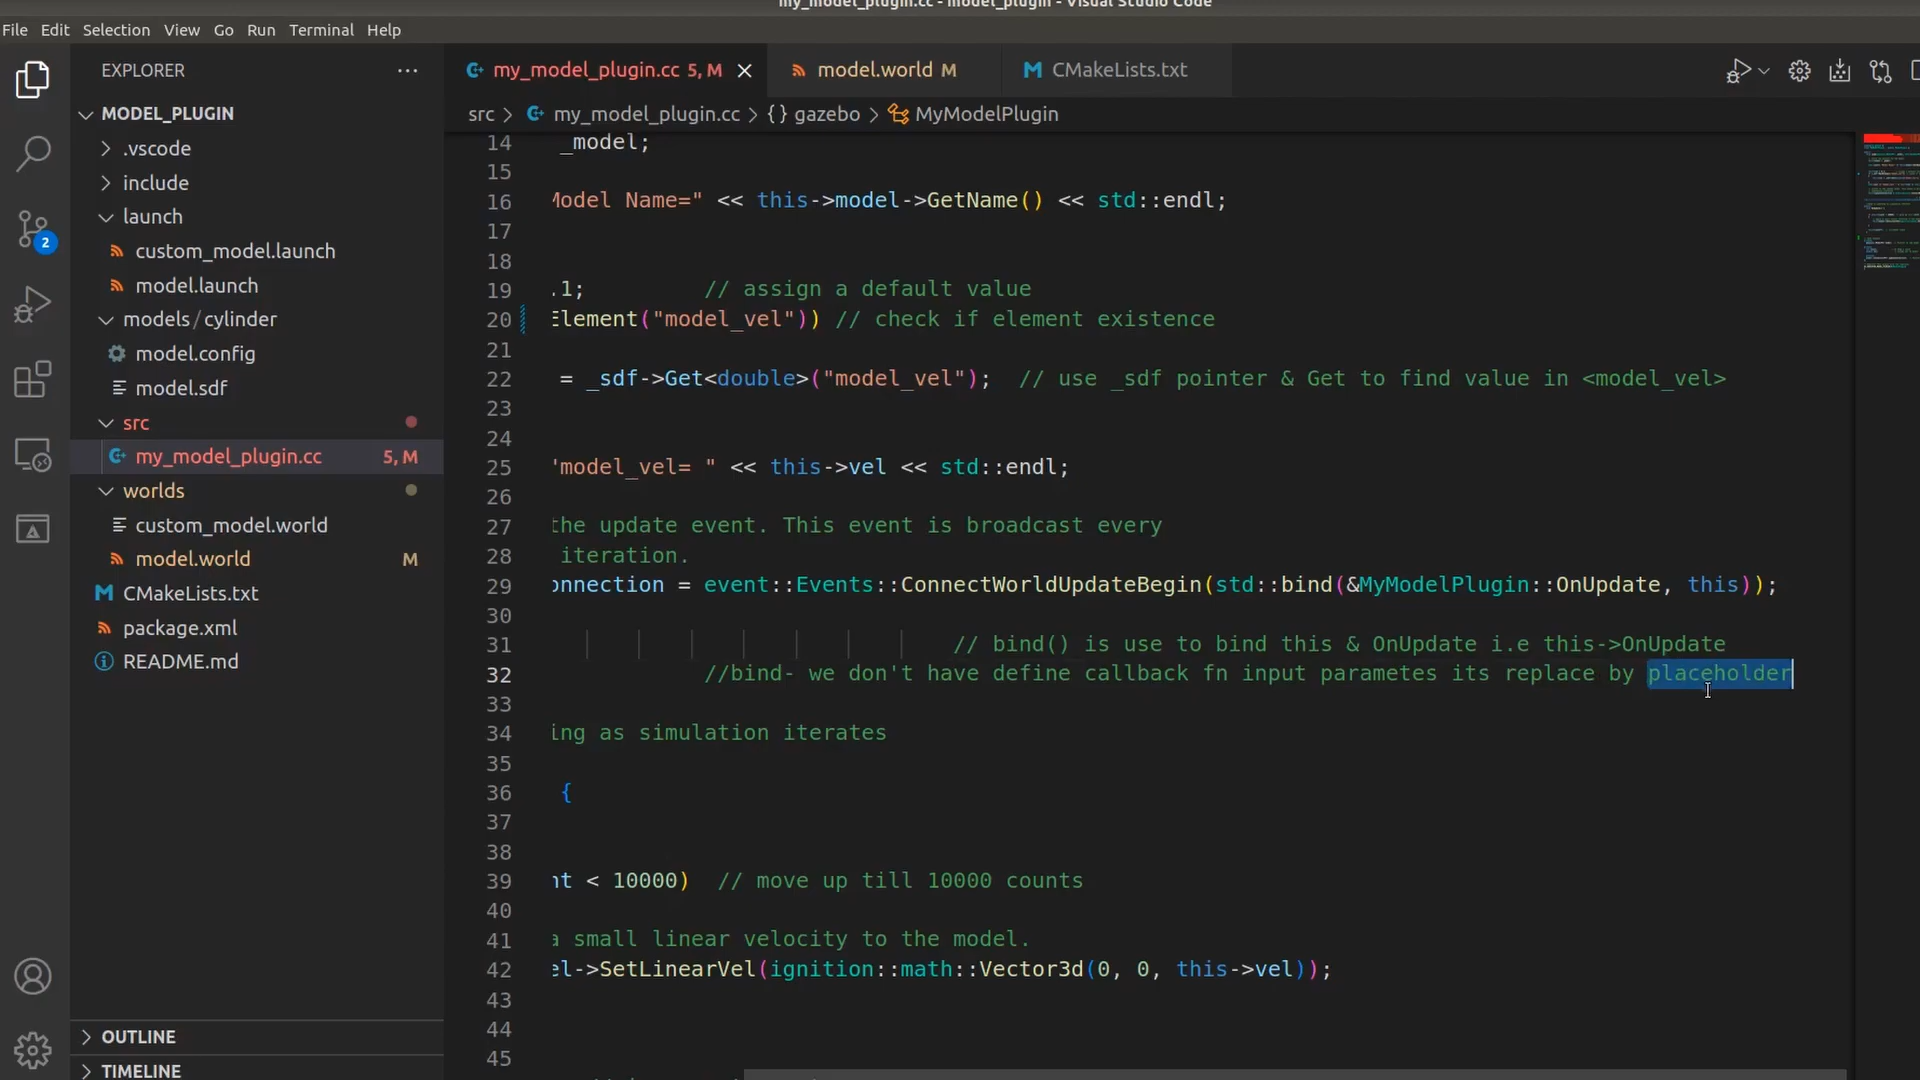 my_model_plugin.cc - model_plugin - Visual Studio Code
File Edit Selection View Go Run Terminal Help
EXPLORER
my_model_plugin.cc 5, M
model.world M
CMakeLists.txt
src > my_model_plugin.cc > {} gazebo > MyModelPlugin
MODEL_PLUGIN
.vscode
include
launch
custom_model.launch
model.launch
models/cylinder
model.config
model.sdf
src
my_model_plugin.cc 5, M
worlds
custom_model.world
model.world M
CMakeLists.txt
package.xml
README.md
OUTLINE
TIMELINE
2
14 _model;
15
16 Model Name=" << this->model->GetName() << std::endl;
17
18
19 .1; // assign a default value
20 Element("model_vel")) // check if element existence
21
22 = _sdf->Get<double>("model_vel"); // use _sdf pointer & Get to find value in <model_vel>
23
24
25 "model_vel= " << this->vel << std::endl;
26
27 the update event. This event is broadcast every
28 iteration.
29 onnection = event::Events::ConnectWorldUpdateBegin(std::bind(&MyModelPlugin::OnUpdate, this));
30
31 // bind() is use to bind this & OnUpdate i.e this->OnUpdate
32 //bind- we don't have define callback fn input parametes its replace by placeholder
33
34 ing as simulation iterates
35
36 {
37
38
39 nt < 10000) // move up till 10000 counts
40
41 a small linear velocity to the model.
42 el->SetLinearVel(ignition::math::Vector3d(0, 0, this->vel));
43
44
45